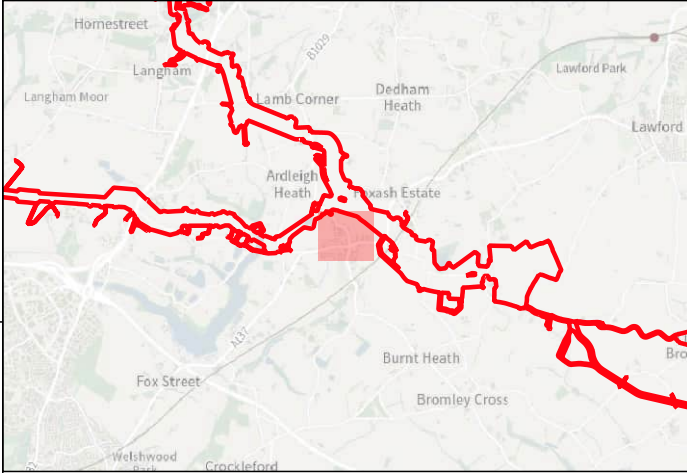 Homestreet
B1029
Langham
Lawford Park
Langham Moor
Lamb Corner
Dedham
Heath
Lawford
Ardleigh
Heath
Foxash Estate
A137
Burnt Heath
Bro
Fox Street
Bromley Cross
Welshwood
Park
Crockleford